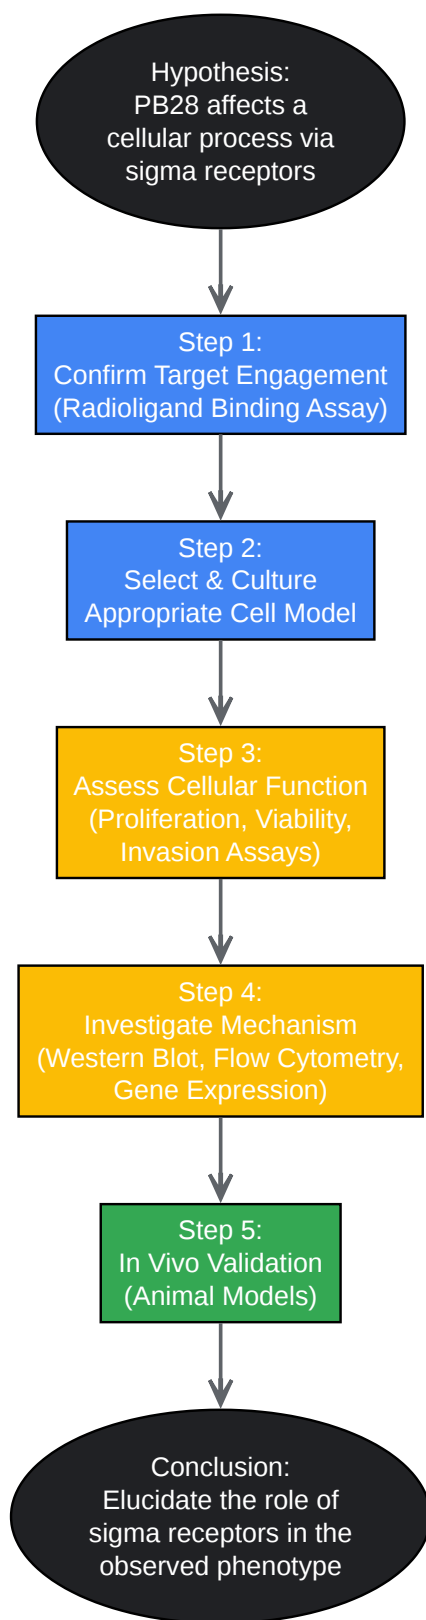 Hypothesis:
PB28 affects a
cellular process via
sigma receptors
Step 1:
Confirm Target Engagement
(Radioligand Binding Assay)
Step 2:
Select & Culture
Appropriate Cell Model
Step 3:
Assess Cellular Function
(Proliferation, Viability,
Invasion Assays)
Step 4:
Investigate Mechanism
(Western Blot, Flow Cytometry,
Gene Expression)
Step 5:
In Vivo Validation
(Animal Models)
Conclusion:
Elucidate the role of
sigma receptors in the
observed phenotype